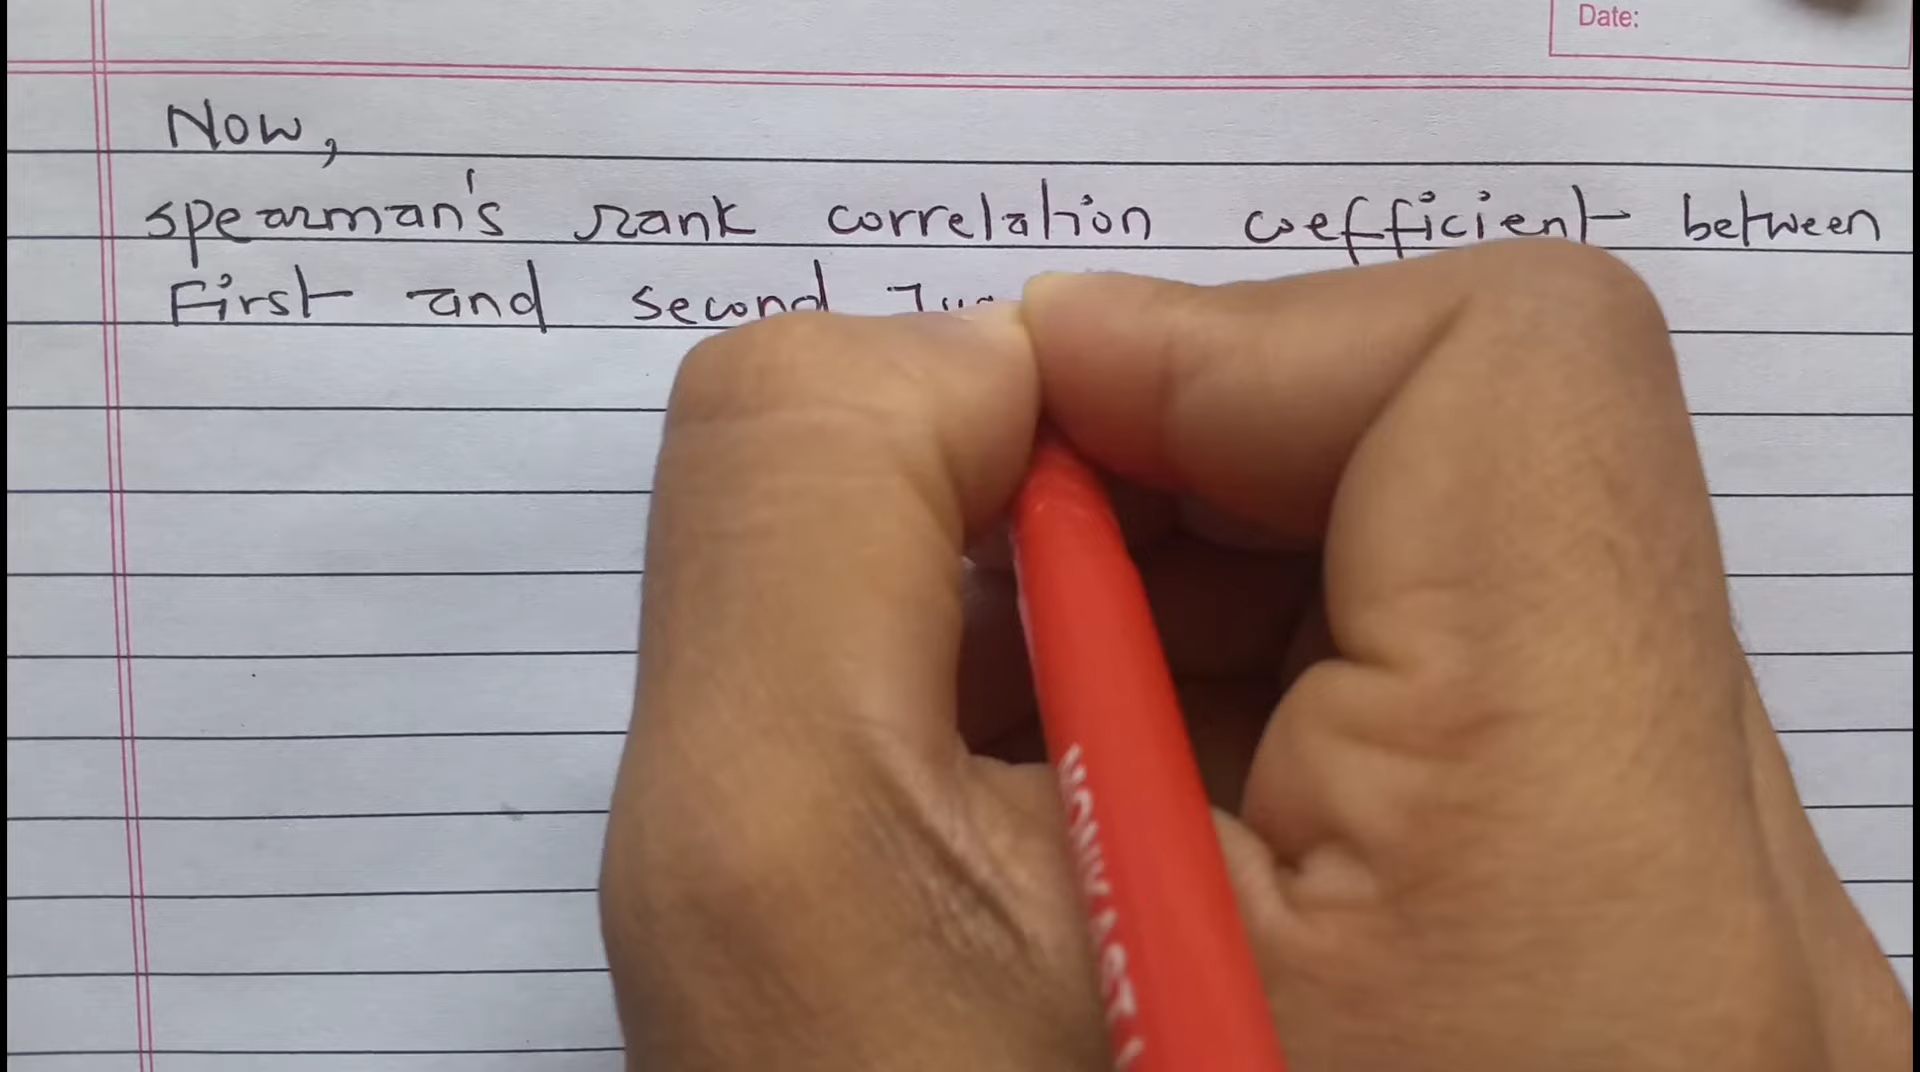 Date:
Now,
spearman's rank correlation coefficient between
First and second